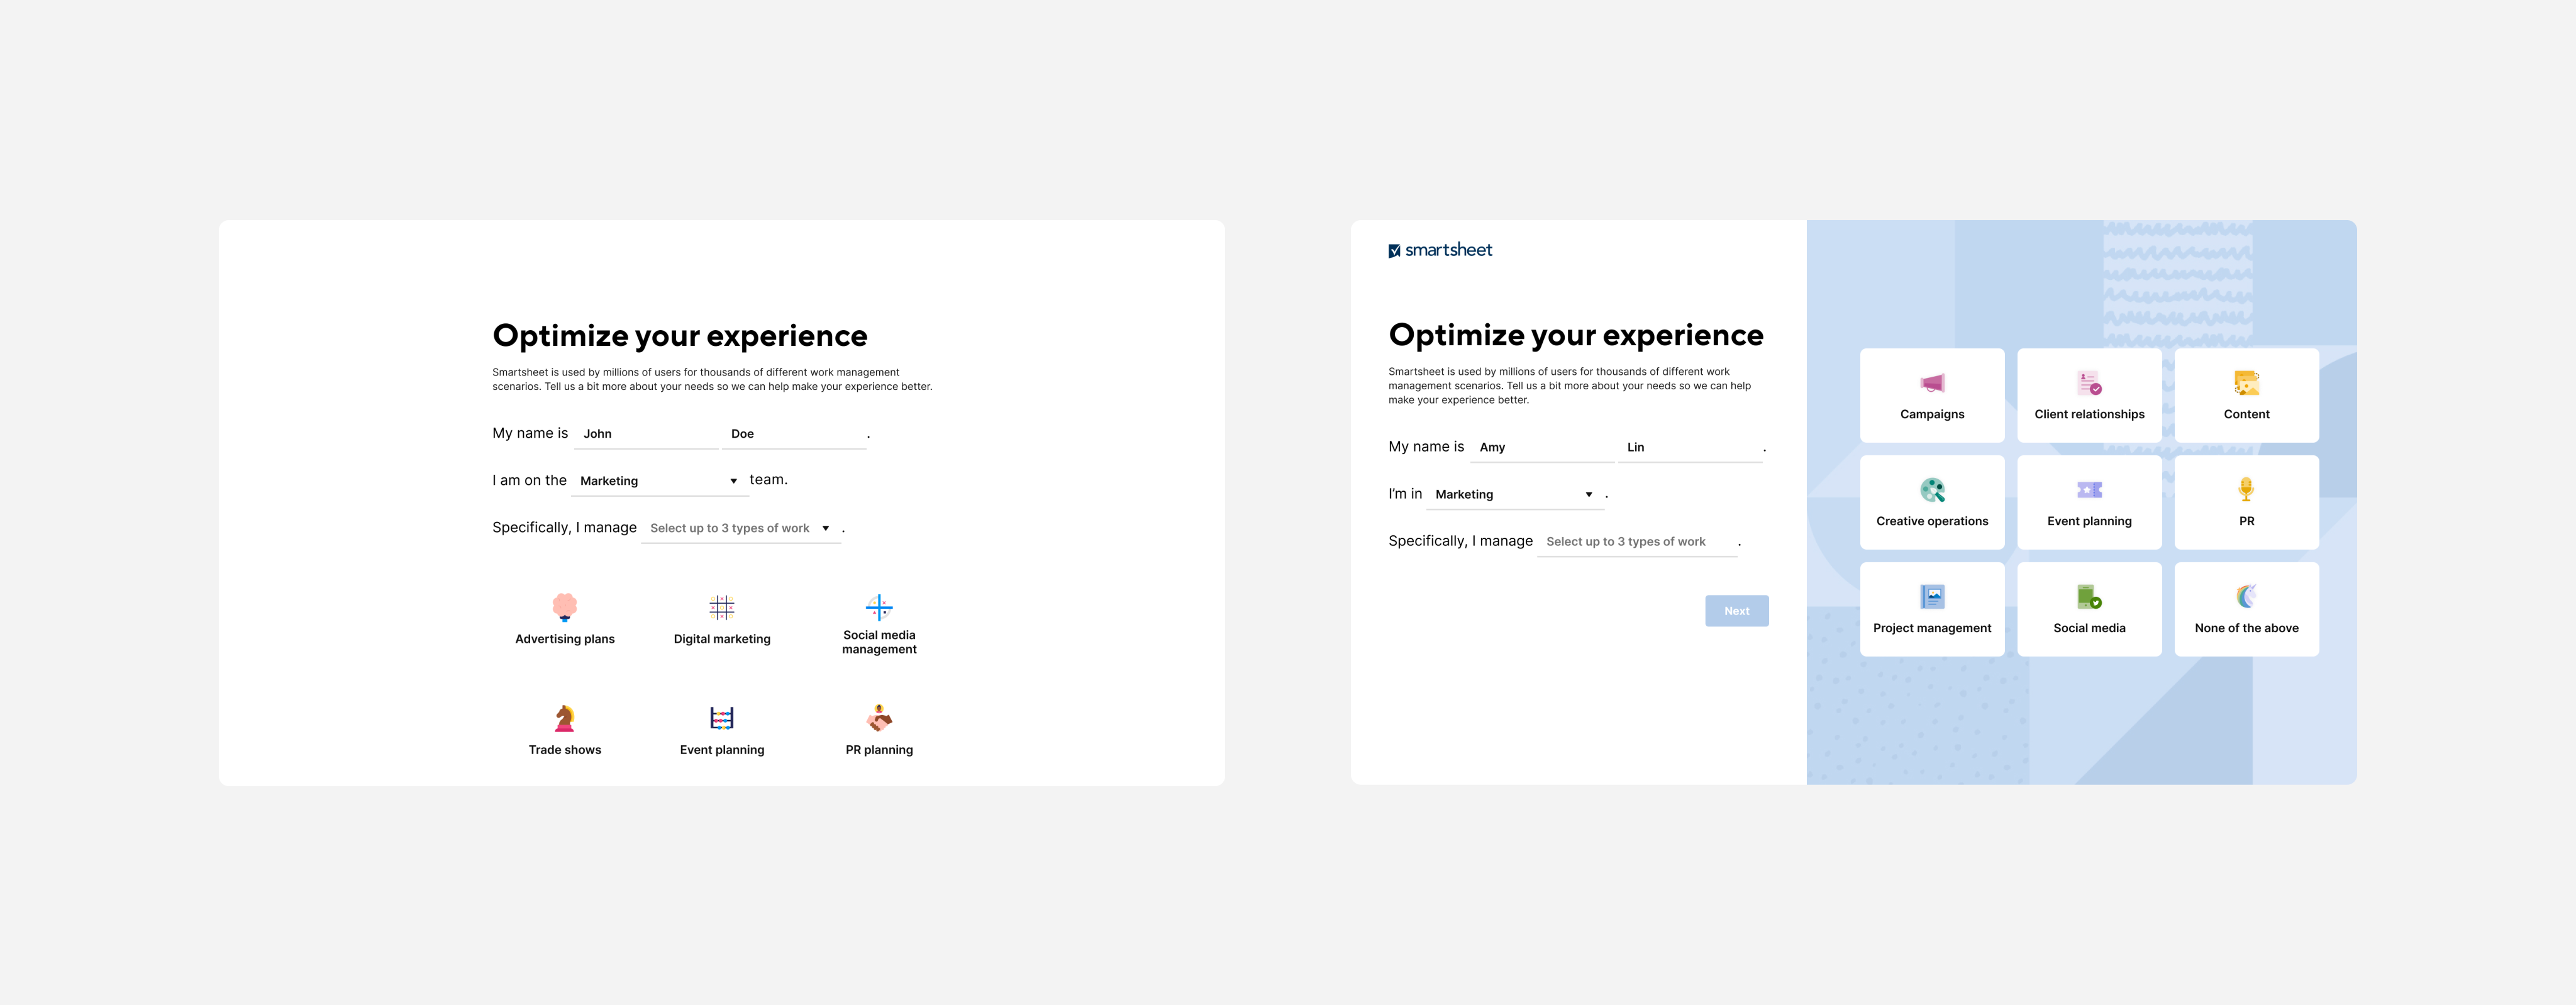 Optimize your experience
Smartsheet is used by millions of users for thousands of different work management
scenarios. Tell us a bit more about your needs so we can help make your experience better.
My name is John Doe .
I am on the Marketing team.
Specifically, I manage Select up to 3 types of work .
Advertising plans
Digital marketing
Social media
management
Trade shows
Event planning
PR planning
smartsheet
Optimize your experience
Smartsheet is used by millions of users for thousands of different work
management scenarios. Tell us a bit more about your needs so we can help
make your experience better.
My name is Amy Lin .
I’m in Marketing .
Specifically, I manage Select up to 3 types of work .
Next
Campaigns
Client relationships
Content
Creative operations
Event planning
PR
Project management
Social media
None of the above